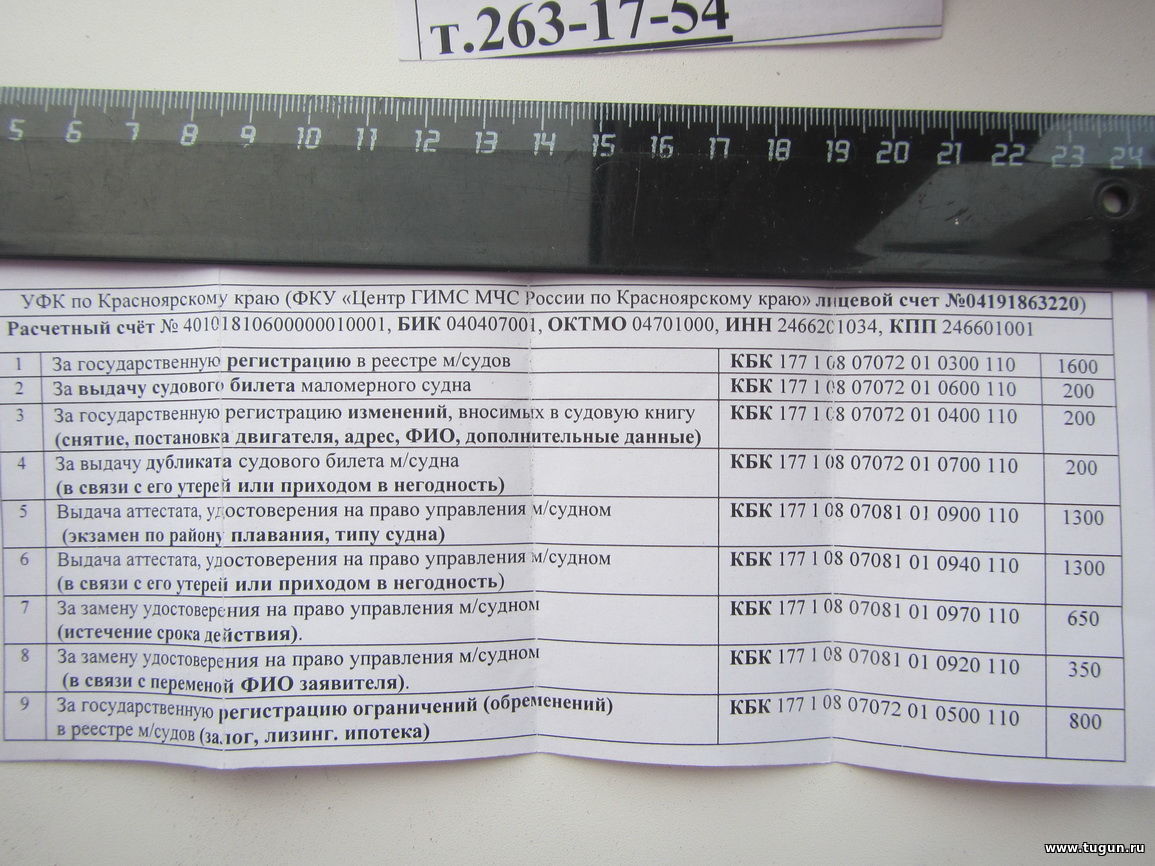 т.263-17-54
5 6 7 8 9 10 11 12 13 14 15 16 17 18 19 20 21 22 23 24
УФК по Красноярскому краю (ФКУ «Центр ГИМС МЧС России по Красноярскому краю» лицевой счет №04191863220)
Расчетный счёт № 40101810600000010001, БИК 040407001, ОКТМО 04701000, ИНН 2466201034, КПП 246601001
1 За государственную регистрацию в реестре м/судов КБК 177 1 08 07072 01 0300 110 1600
2 За выдачу судового билета маломерного судна КБК 177 1 08 07072 01 0600 110 200
3 За государственную регистрацию изменений, вносимых в судовую книгу КБК 177 1 08 07072 01 0400 110 200
(снятие, постановка двигателя, адрес, ФИО, дополнительные данные)
4 За выдачу дубликата судового билета м/судна КБК 177 1 08 07072 01 0700 110 200
(в связи с его утерей или приходом в негодность)
5 Выдача аттестата, удостоверения на право управления м/судном КБК 177 1 08 07081 01 0900 110 1300
(экзамен по району плавания, типу судна)
6 Выдача аттестата, удостоверения на право управления м/судном КБК 177 1 08 07081 01 0940 110 1300
(в связи с его утерей или приходом в негодность)
7 За замену удостоверения на право управления м/судном КБК 177 1 08 07081 01 0970 110 650
(истечение срока действия).
8 За замену удостоверения на право управления м/судном КБК 177 1 08 07081 01 0920 110 350
(в связи с переменой ФИО заявителя).
9 За государственную регистрацию ограничений (обременений) КБК 177 1 08 07072 01 0500 110 800
в реестре м/судов (залог, лизинг. ипотека)
www.tugun.ru